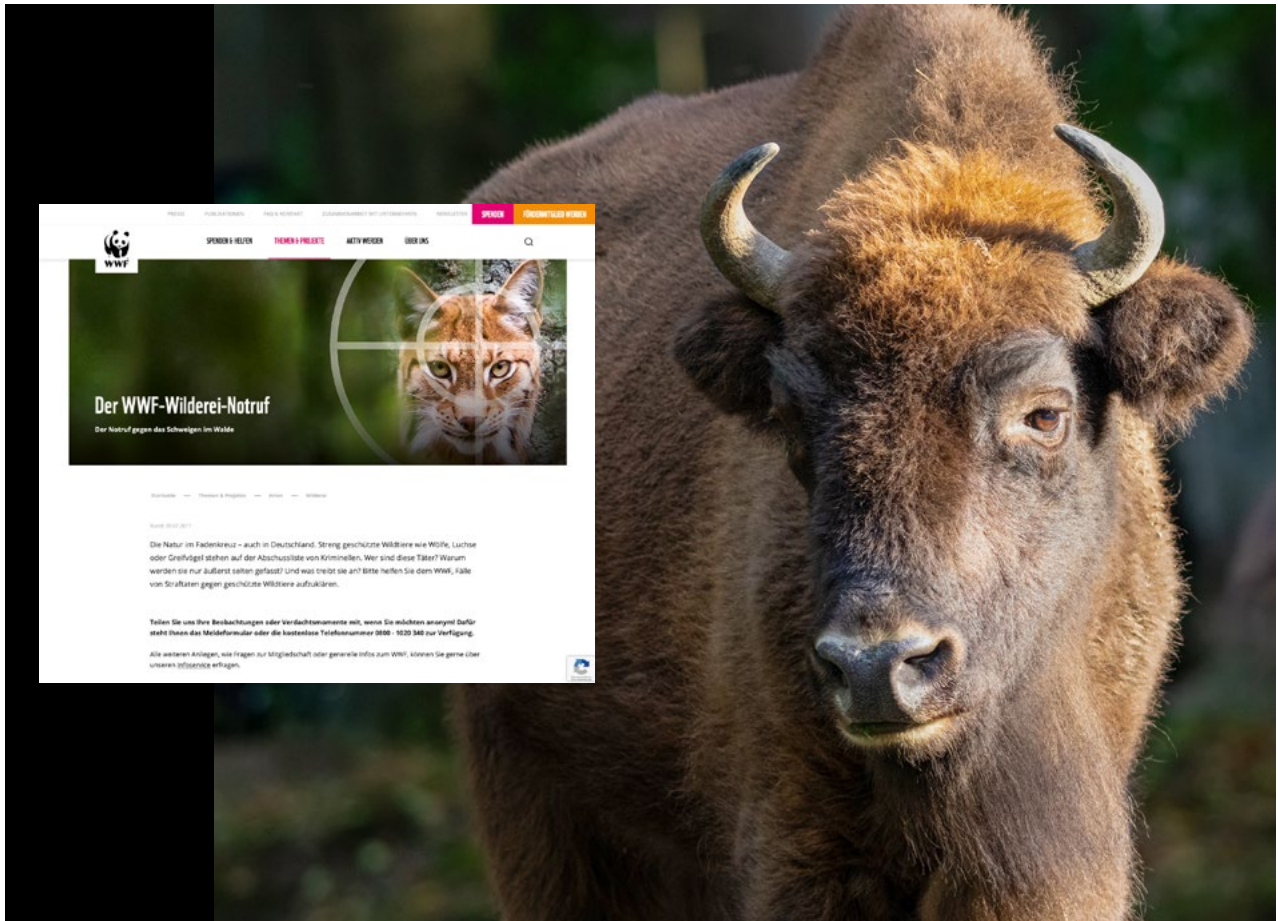 PRESSE PUBLIKATIONEN FAQ & KONTAKT ZUSAMMENARBEIT MIT UNTERNEHMEN NEWSLETTER SPENDEN FÖRDERMITGLIED WERDEN
WWF SPENDEN & HELFEN THEMEN & PROJEKTE AKTIV WERDEN ÜBER UNS
Der WWF-Wilderei-Notruf
Der Notruf gegen das Schweigen im Walde
Startseite — Themen & Projekte — Arten — Wilderei
Die Natur im Fadenkreuz – auch in Deutschland. Streng geschützte Wildtiere wie Wölfe, Luchse
oder Greifvögel stehen auf der Abschussliste von Kriminellen. Wer sind diese Täter? Warum
werden sie nur äußerst selten gefasst? Und was treibt sie an? Bitte helfen Sie dem WWF, Fälle
von Straftaten gegen geschützte Wildtiere aufzuklären.
Teilen Sie uns Ihre Beobachtungen oder Verdachtsmomente mit, wenn Sie möchten anonym! Dafür
steht Ihnen das Meldeformular oder die kostenlose Telefonnummer 0800 - 1020 340 zur Verfügung.
Alle weiteren Anliegen, wie Fragen zur Mitgliedschaft oder generelle Infos zum WWF, können Sie gerne über
unseren Infoservice erfragen.